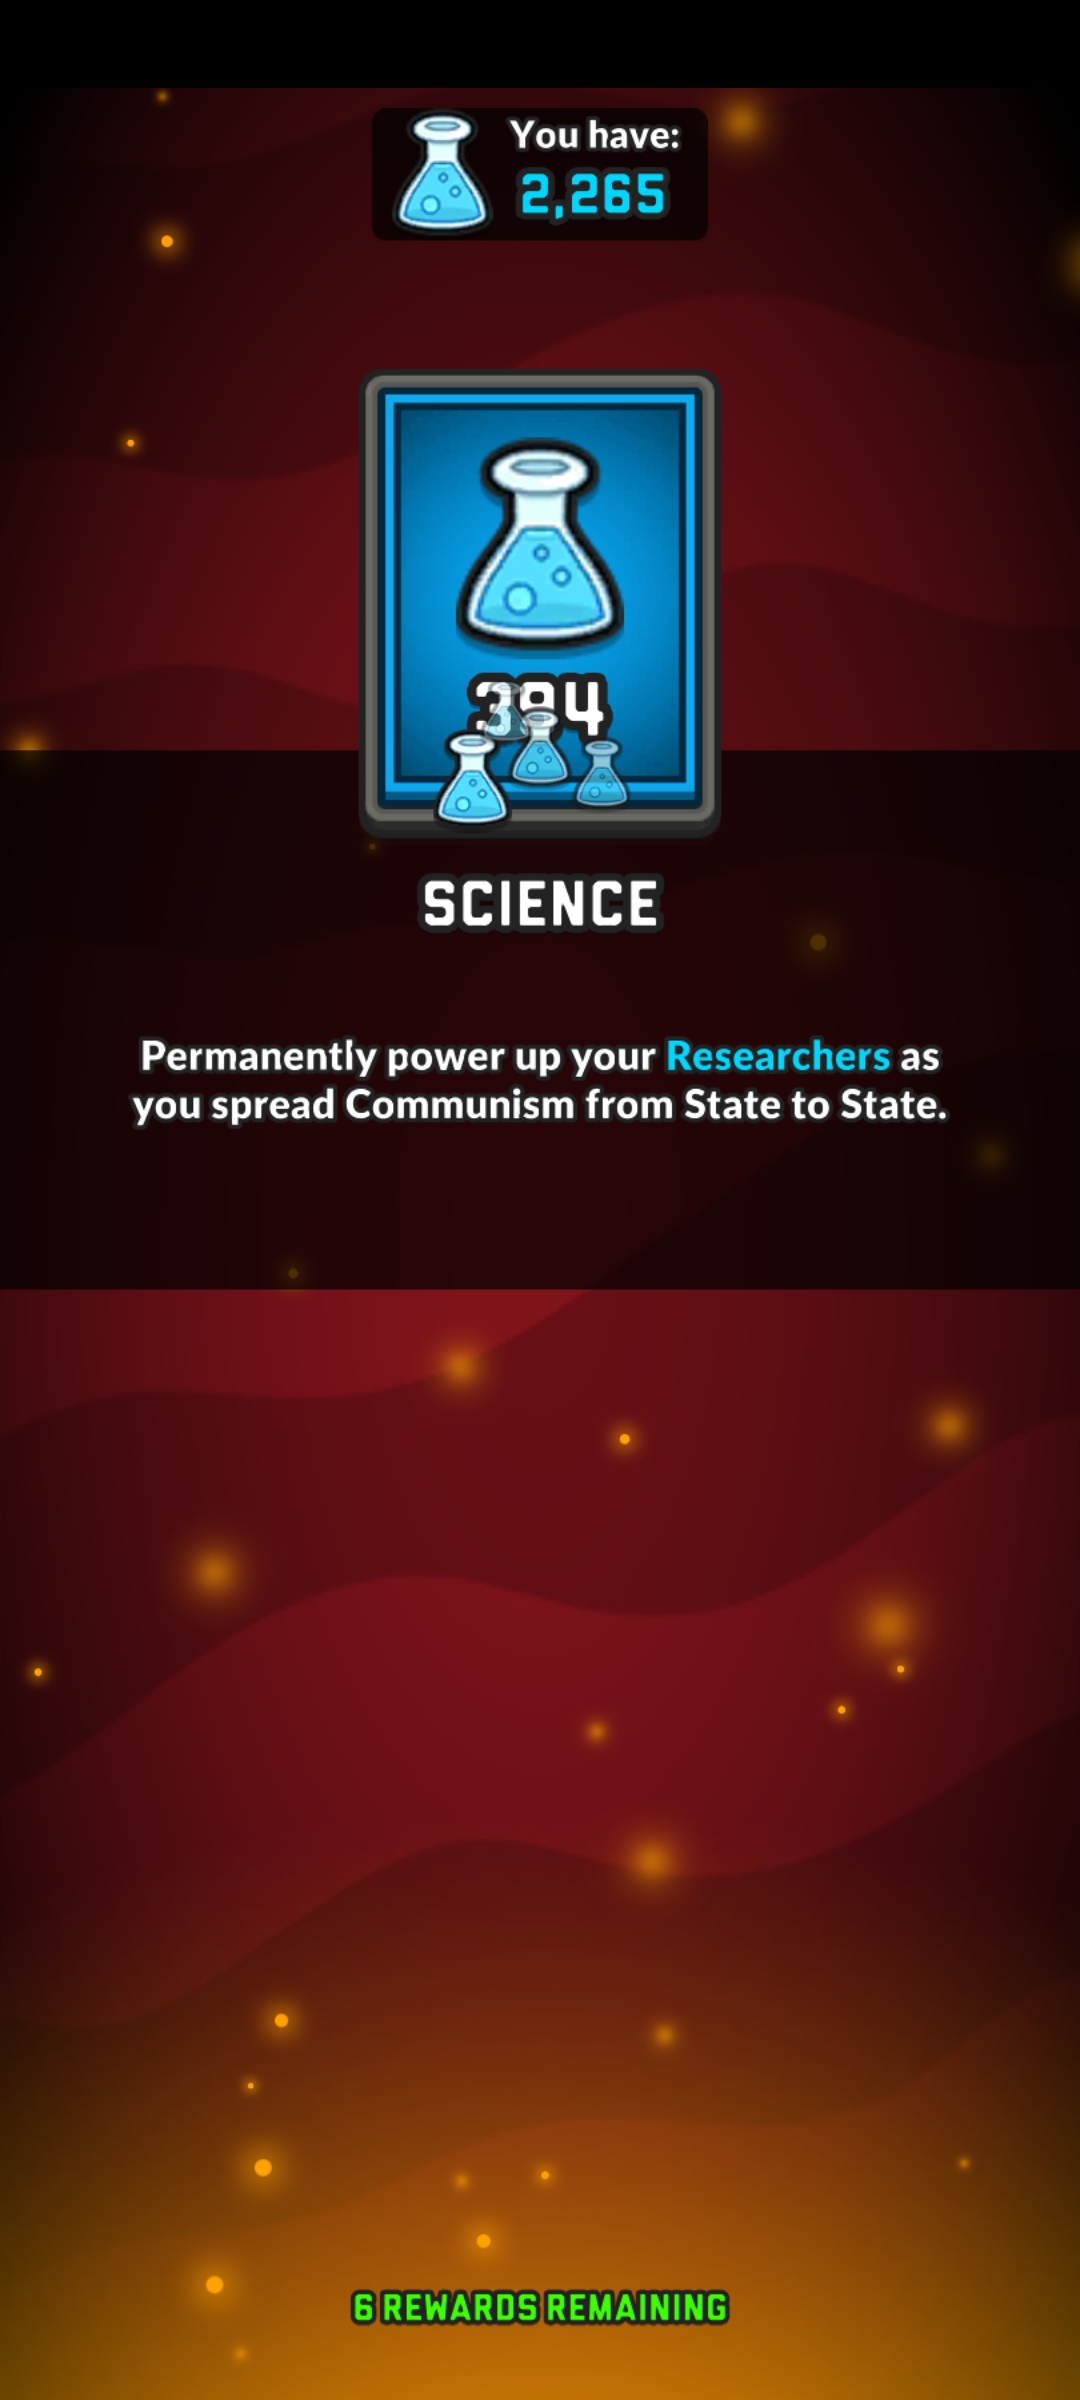 You have:
2,265
394
SCIENCE
Permanently power up your Researchers as
you spread Communism from State to State.
6 REWARDS REMAINING